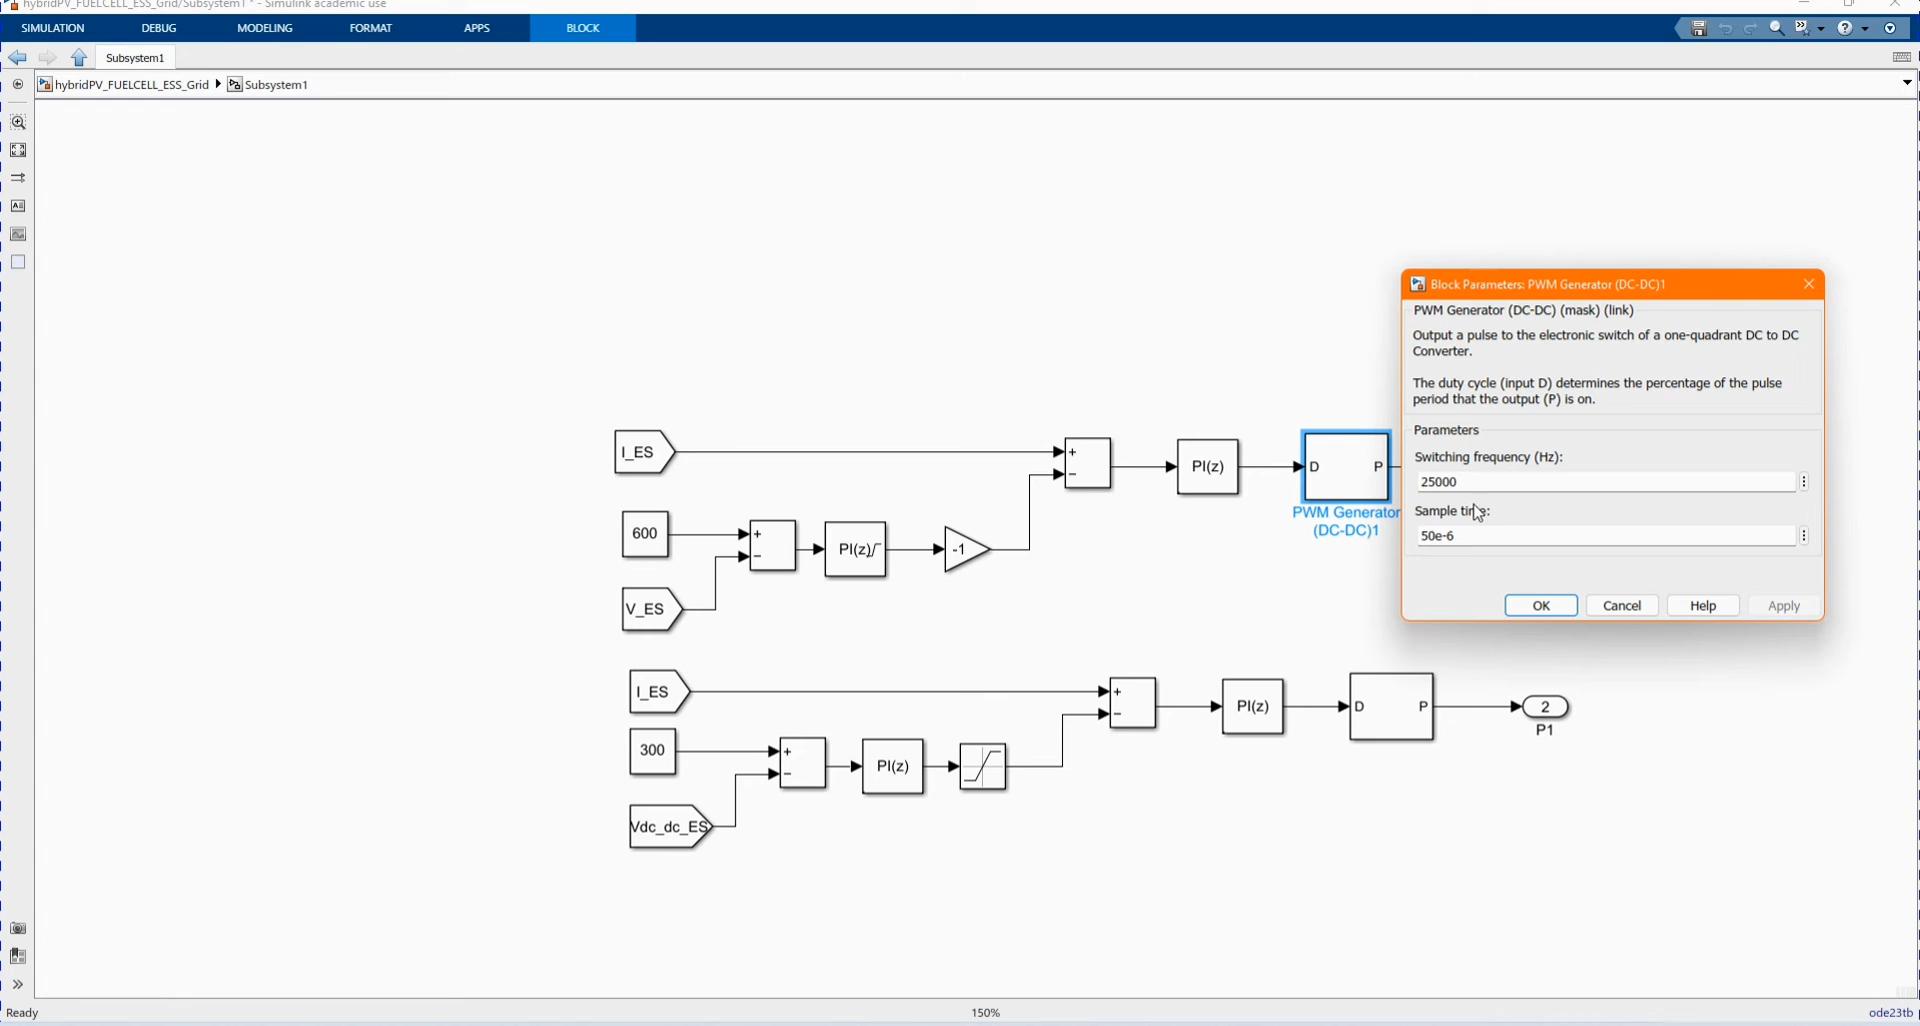 hybridPV_FUELCELL_ESS_Grid/Subsystem1 * - Simulink academic use
SIMULATION DEBUG MODELING FORMAT APPS BLOCK
Subsystem1
hybridPV_FUELCELL_ESS_Grid Subsystem1
Block Parameters: PWM Generator (DC-DC)1
PWM Generator (DC-DC) (mask) (link)
Output a pulse to the electronic switch of a one-quadrant DC to DC
Converter.
The duty cycle (input D) determines the percentage of the pulse
period that the output (P) is on.
Parameters
Switching frequency (Hz):
25000
Sample time:
50e-6
OK Cancel Help Apply
I_ES
+
−
PI(z)
D P
PWM Generator
(DC-DC)1
600
+
−
PI(z)
-1
V_ES
I_ES
+
−
PI(z)
D P
2
P1
300
+
−
PI(z)
Vdc_dc_ES
Ready 150% ode23tb